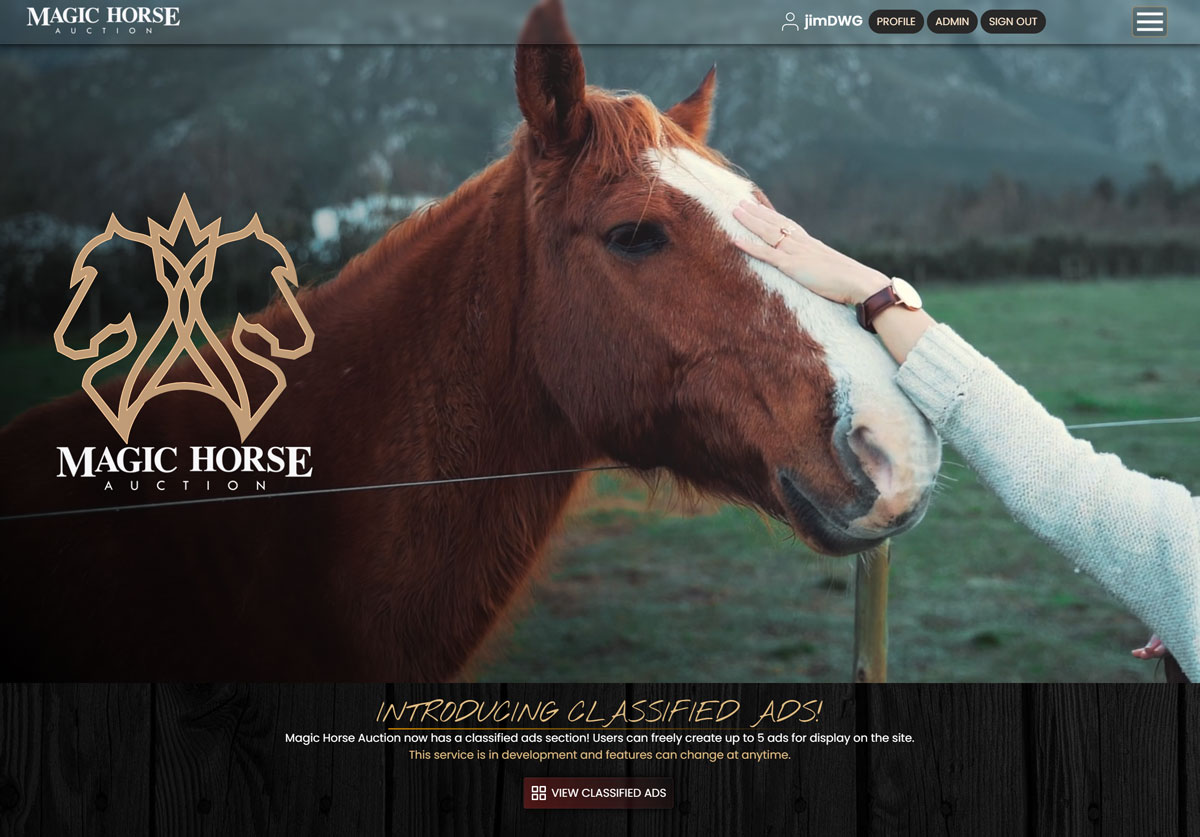 MAGIC HORSE
AUCTION
jimDWG
PROFILE
ADMIN
SIGN OUT
MAGIC HORSE
AUCTION
INTRODUCING CLASSIFIED ADS!
Magic Horse Auction now has a classified ads section! Users can freely create up to 5 ads for display on the site.
This service is in development and features can change at anytime.
VIEW CLASSIFIED ADS